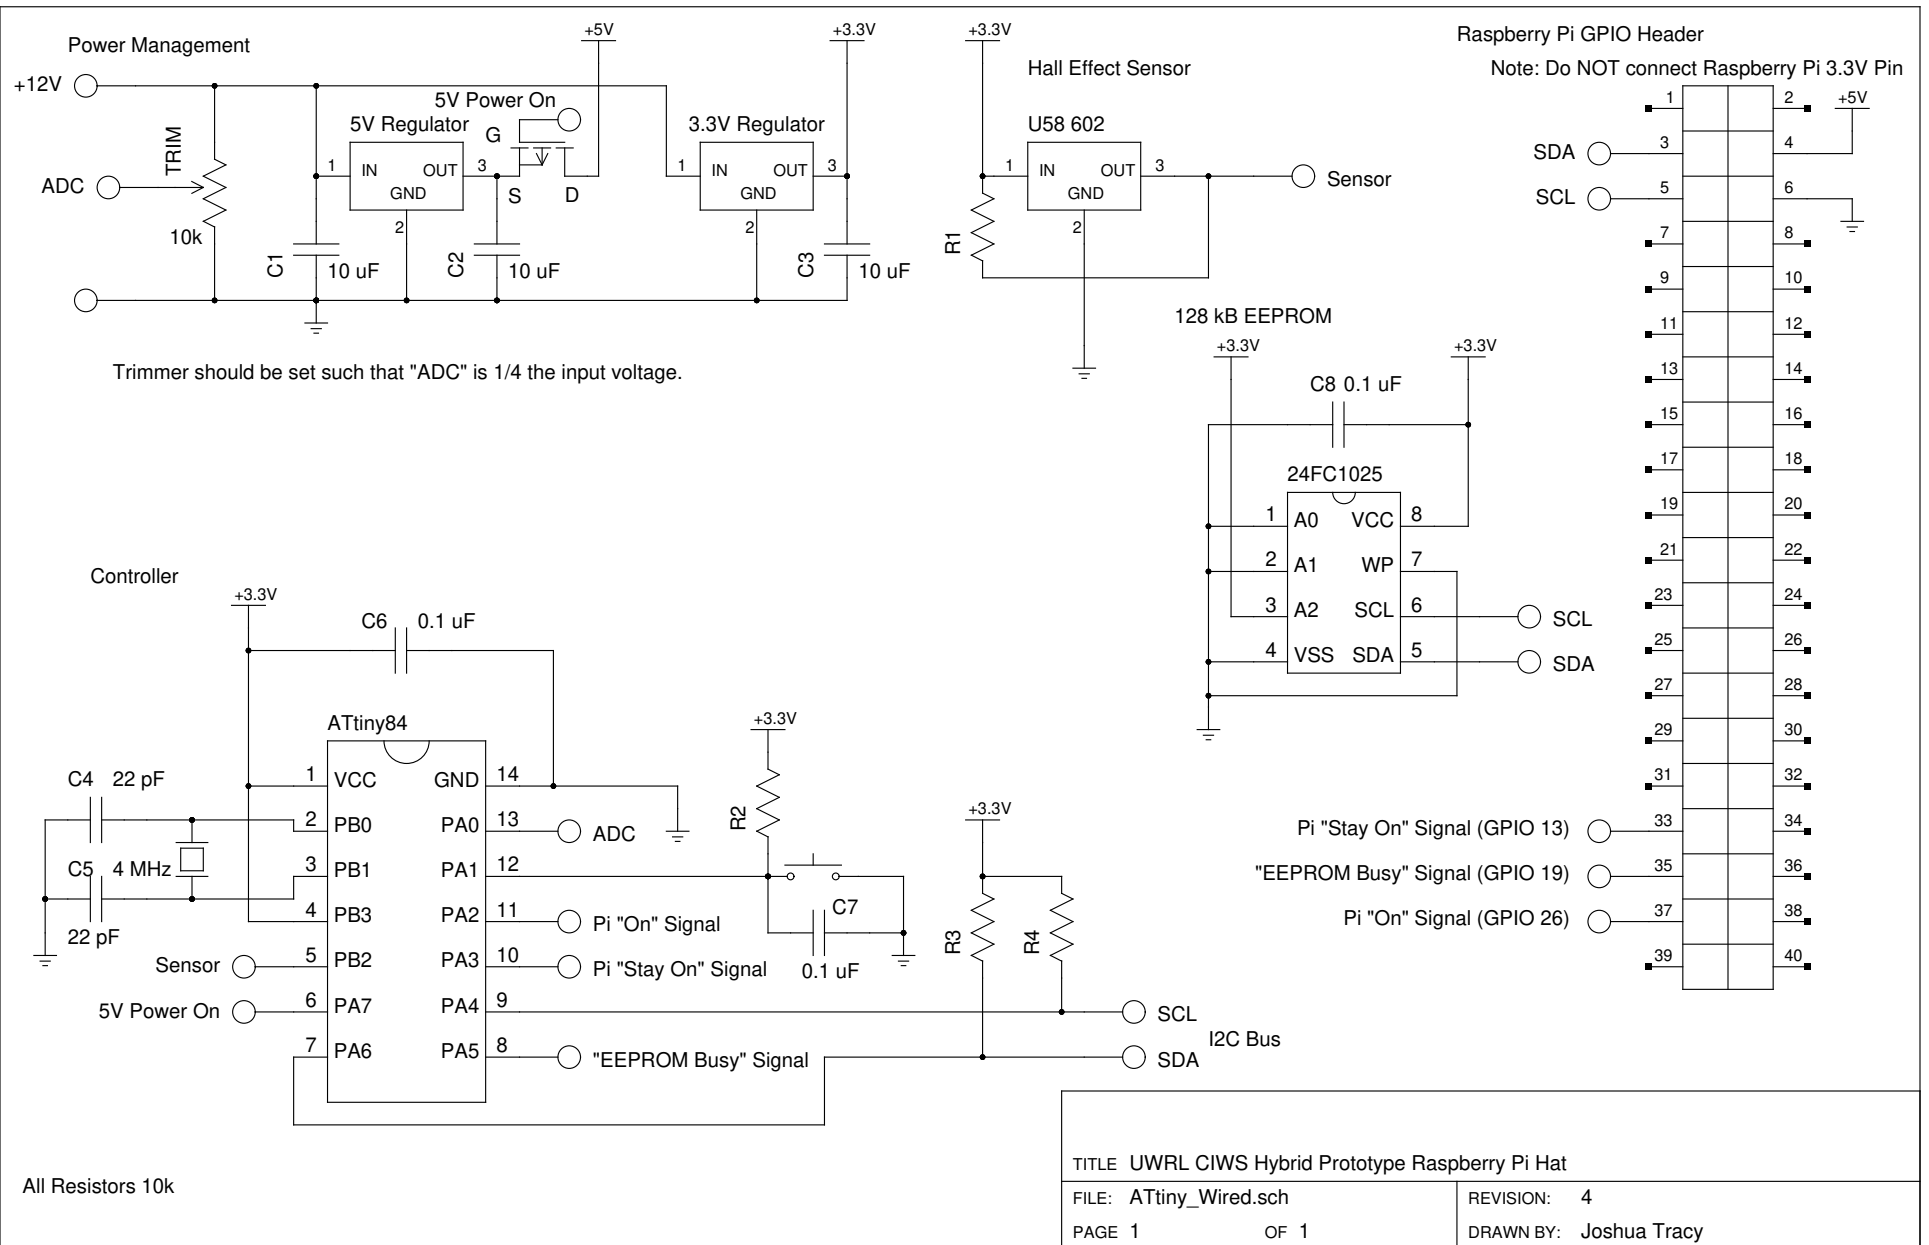 Power Management
+12V
ADC
TRIM
10k
C1
10 uF
5V Regulator
1
IN
OUT
3
GND
2
C2
10 uF
5V Power On
G
S
D
+5V
3.3V Regulator
1
IN
OUT
3
GND
2
C3
10 uF
+3.3V
Trimmer should be set such that "ADC" is 1/4 the input voltage.
+3.3V
Hall Effect Sensor
U58 602
1
IN
OUT
3
GND
2
R1
Sensor
128 kB EEPROM
+3.3V
+3.3V
C8 0.1 uF
24FC1025
1 A0 VCC 8
2 A1 WP 7
3 A2 SCL 6
4 VSS SDA 5
SCL
SDA
Raspberry Pi GPIO Header
Note: Do NOT connect Raspberry Pi 3.3V Pin
+5V
1 2
SDA 3 4
SCL 5 6
7 8
9 10
11 12
13 14
15 16
17 18
19 20
21 22
23 24
25 26
27 28
29 30
31 32
Pi "Stay On" Signal (GPIO 13) 33 34
"EEPROM Busy" Signal (GPIO 19) 35 36
Pi "On" Signal (GPIO 26) 37 38
39 40
Controller
+3.3V
C6 0.1 uF
ATtiny84
C4 22 pF
C5 4 MHz
22 pF
1 VCC GND 14
2 PB0 PA0 13 ADC
3 PB1 PA1 12
4 PB3 PA2 11 Pi "On" Signal
Sensor 5 PB2 PA3 10 Pi "Stay On" Signal
5V Power On 6 PA7 PA4 9
7 PA6 PA5 8 "EEPROM Busy" Signal
+3.3V
R2
C7
0.1 uF
+3.3V
R3
R4
SCL
I2C Bus
SDA
All Resistors 10k
TITLE UWRL CIWS Hybrid Prototype Raspberry Pi Hat
FILE: ATtiny_Wired.sch
REVISION: 4
PAGE 1 OF 1
DRAWN BY: Joshua Tracy